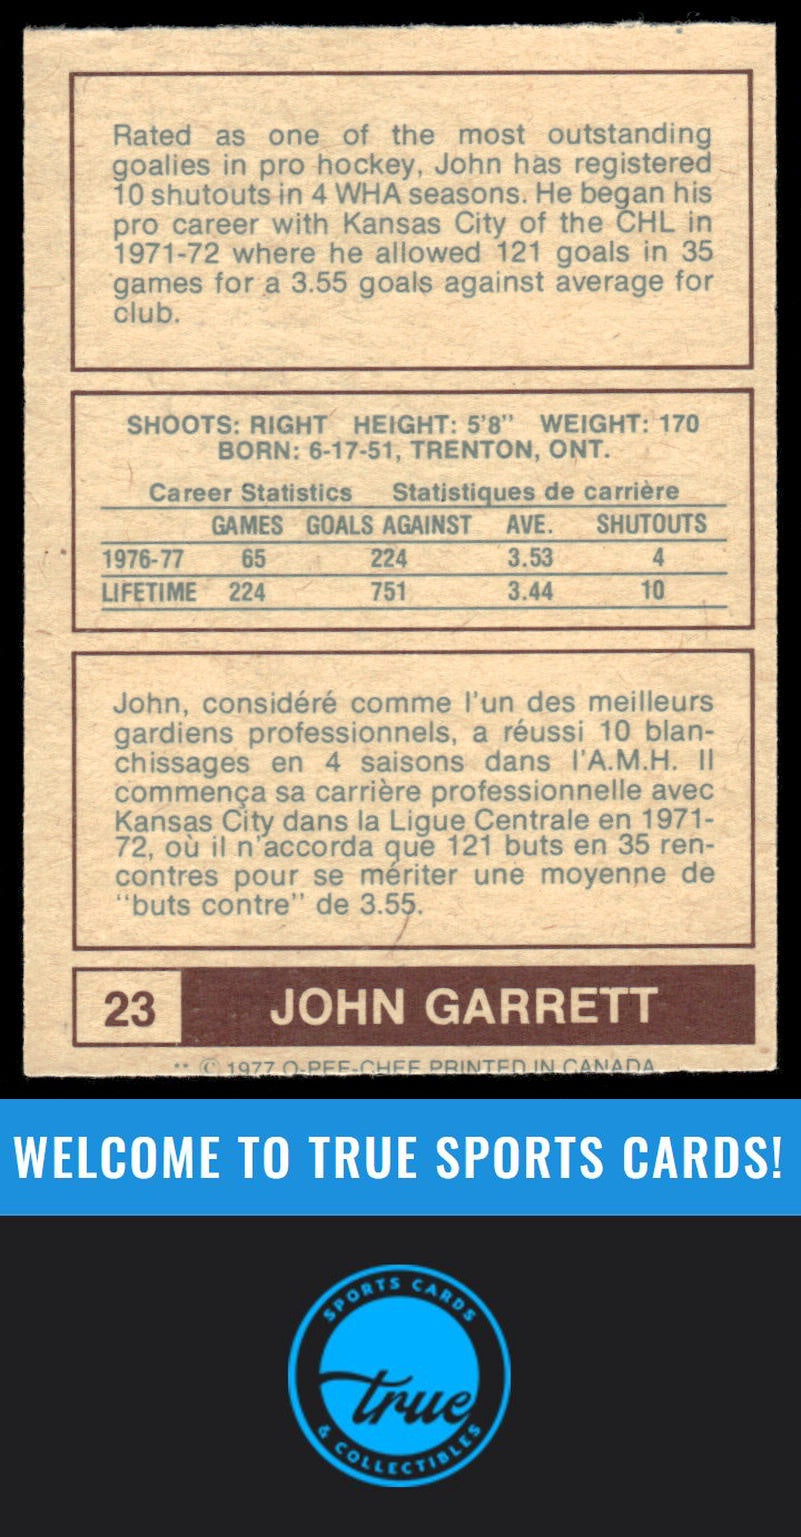 Rated as one of the most outstanding
goalies in pro hockey, John has registered
10 shutouts in 4 WHA seasons. He began his
pro career with Kansas City of the CHL in
1971-72 where he allowed 121 goals in 35
games for a 3.55 goals against average for
club.
SHOOTS: RIGHT HEIGHT: 5'8" WEIGHT: 170
BORN: 6-17-51, TRENTON, ONT.
Career Statistics Statistiques de carrière
GAMES GOALS AGAINST AVE. SHUTOUTS
1976-77 65 224 3.53 4
LIFETIME 224 751 3.44 10
John, considéré comme l'un des meilleurs
gardiens professionnels, a réussi 10 blan-
chissages en 4 saisons dans l'A.M.H. Il
commença sa carrière professionnelle avec
Kansas City dans la Ligue Centrale en 1971-
72, où il n'accorda que 121 buts en 35 ren-
contres pour se mériter une moyenne de
"buts contre" de 3.55.
23 JOHN GARRETT
** © 1977 O-PEE-CHEE PRINTED IN CANADA
WELCOME TO TRUE SPORTS CARDS!
SPORTS CARDS
true
& COLLECTIBLES